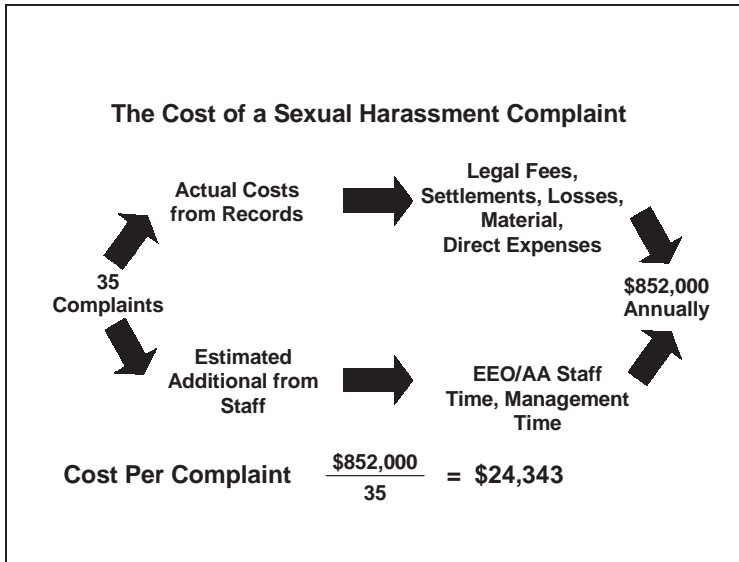 The Cost of a Sexual Harassment Complaint
Actual Costs
from Records
Legal Fees,
Settlements, Losses,
Material,
Direct Expenses
35
Complaints
$852,000
Annually
Estimated
Additional from
Staff
EEO/AA Staff
Time, Management
Time
Cost Per Complaint $852,000 = $24,343
35